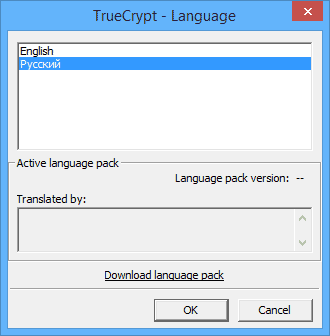 TrueCrypt - Language
English
Русский
Active language pack
Language pack version: --
Translated by:
Download language pack
OK
Cancel